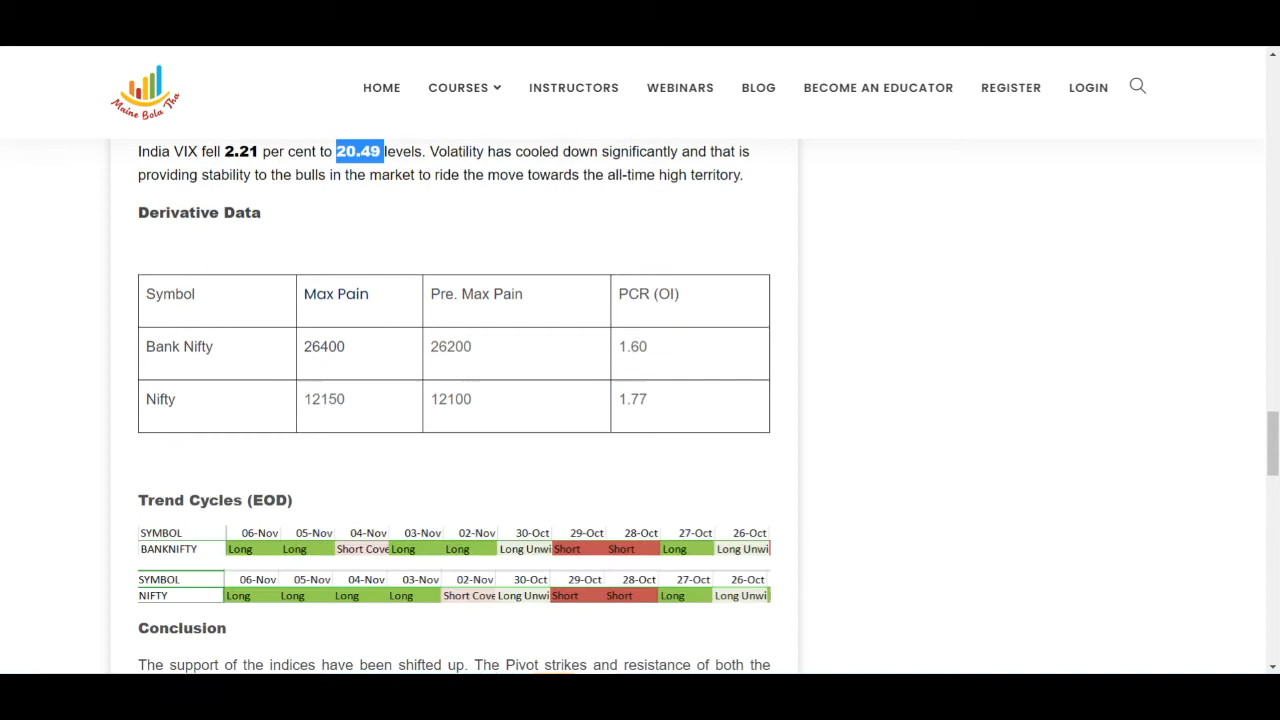 Maine Bola Tha
HOME COURSES INSTRUCTORS WEBINARS BLOG BECOME AN EDUCATOR REGISTER LOGIN
India VIX fell 2.21 per cent to 20.49 levels. Volatility has cooled down significantly and that is
providing stability to the bulls in the market to ride the move towards the all-time high territory.
Derivative Data
Symbol Max Pain Pre. Max Pain PCR (OI)
Bank Nifty 26400 26200 1.60
Nifty 12150 12100 1.77
Trend Cycles (EOD)
SYMBOL 06-Nov 05-Nov 04-Nov 03-Nov 02-Nov 30-Oct 29-Oct 28-Oct 27-Oct 26-Oct
BANKNIFTY Long Long Short Cove Long Long Long Unwi Short Short Long Long Unwi
SYMBOL 06-Nov 05-Nov 04-Nov 03-Nov 02-Nov 30-Oct 29-Oct 28-Oct 27-Oct 26-Oct
NIFTY Long Long Long Long Short Cove Long Unwi Short Short Long Long Unwi
Conclusion
The support of the indices have been shifted up. The Pivot strikes and resistance of both the